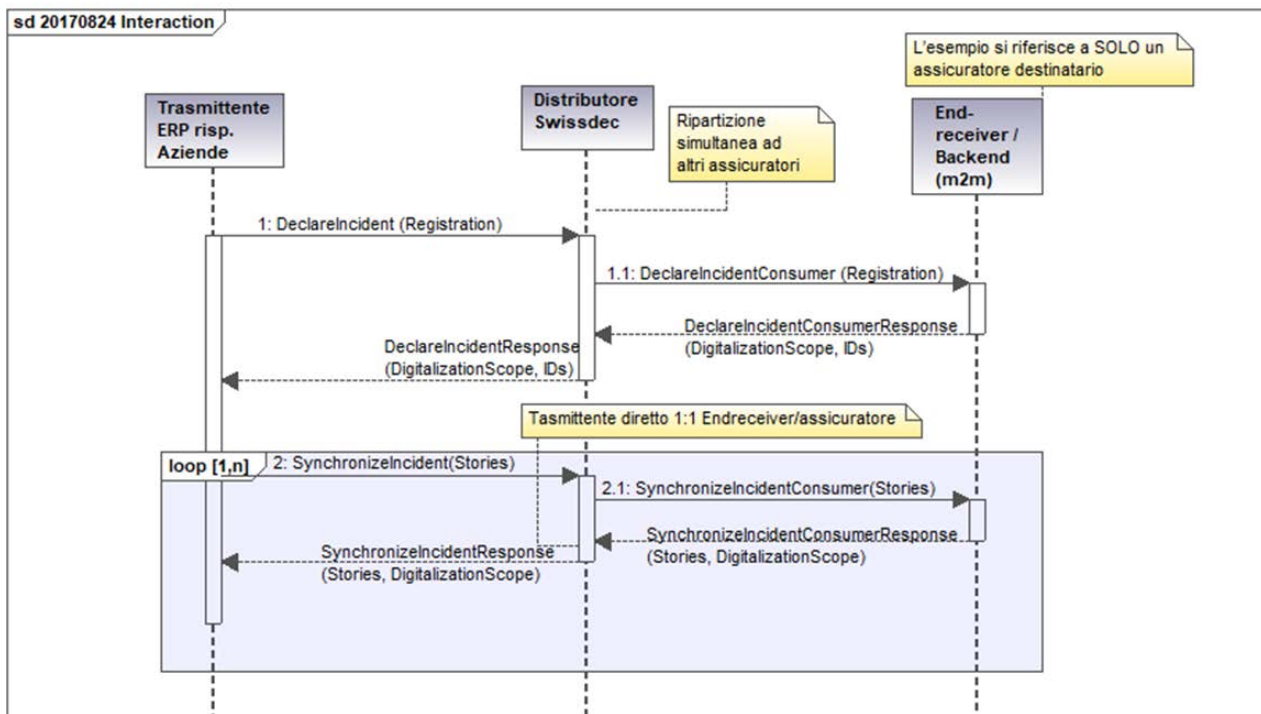 sd 20170824 Interaction
L'esempio si riferisce a SOLO un
assicuratore destinatario
Trasmittente
ERP risp.
Aziende
Distributore
Swissdec
Ripartizione
simultanea ad
altri assicuratori
End-
receiver /
Backend
(m2m)
1: DeclareIncident (Registration)
1.1: DeclareIncidentConsumer (Registration)
DeclareIncidentConsumerResponse
(DigitalizationScope, IDs)
DeclareIncidentResponse
(DigitalizationScope, IDs)
Tasmittente diretto 1:1 Endreceiver/assicuratore
loop [1,n]
2: SynchronizeIncident(Stories)
2.1: SynchronizeIncidentConsumer(Stories)
SynchronizeIncidentConsumerResponse
(Stories, DigitalizationScope)
SynchronizeIncidentResponse
(Stories, DigitalizationScope)